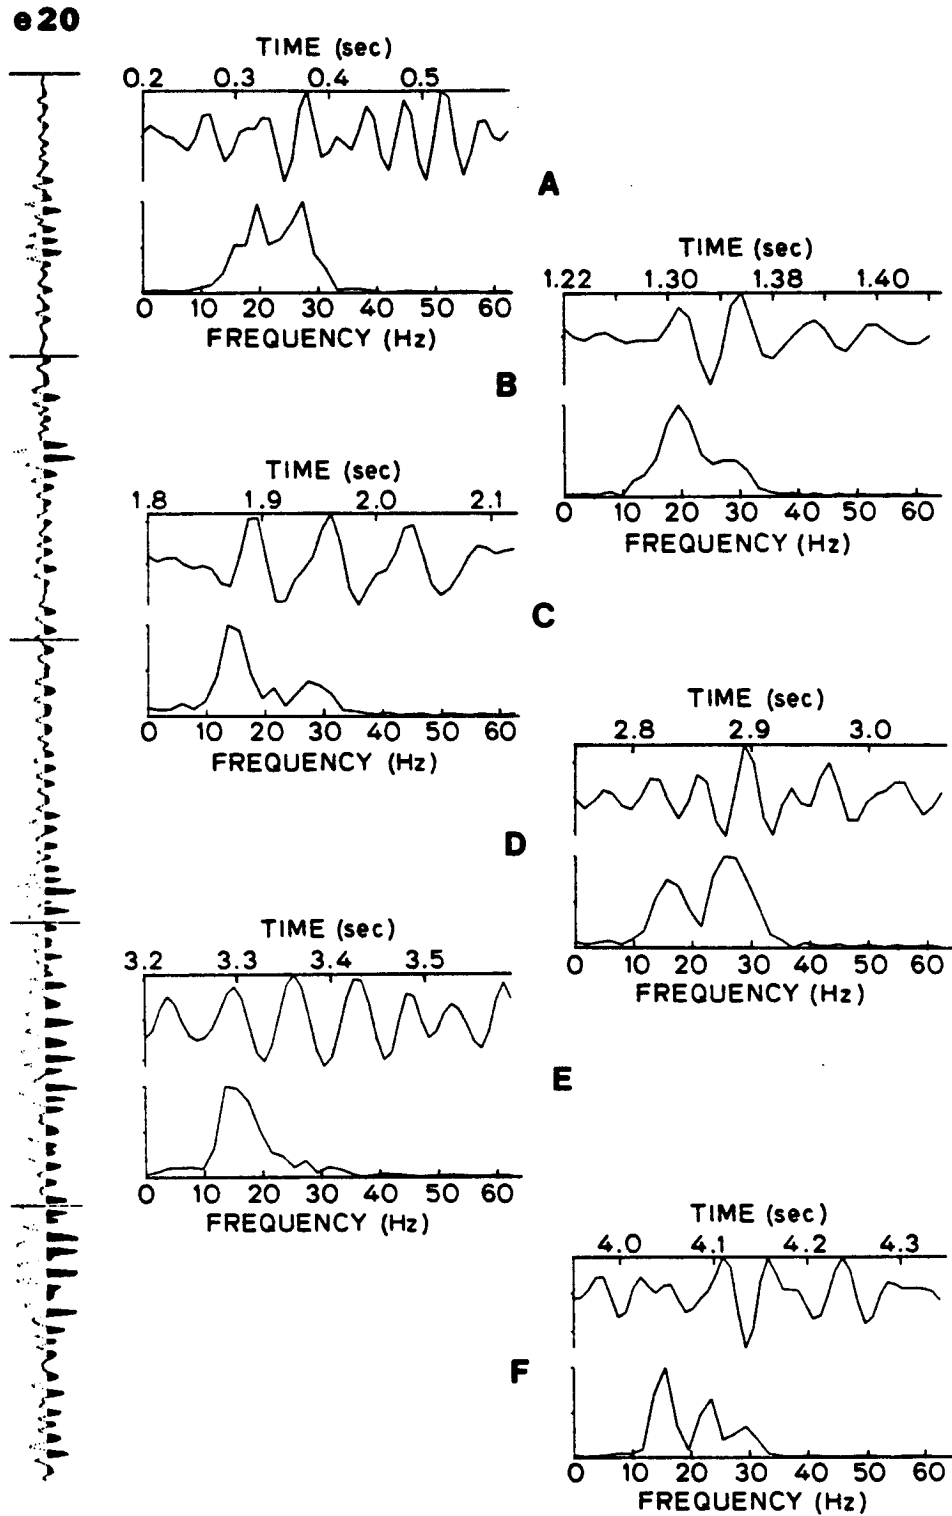 e20
TIME (sec)
0.2 0.3 0.4 0.5
A
0 10 20 30 40 50 60
FREQUENCY (Hz)
TIME (sec)
1.22 1.30 1.38 1.40
B
0 10 20 30 40 50 60
FREQUENCY (Hz)
TIME (sec)
1.8 1.9 2.0 2.1
C
0 10 20 30 40 50 60
FREQUENCY (Hz)
TIME (sec)
2.8 2.9 3.0
D
0 10 20 30 40 50 60
FREQUENCY (Hz)
TIME (sec)
3.2 3.3 3.4 3.5
E
0 10 20 30 40 50 60
FREQUENCY (Hz)
TIME (sec)
4.0 4.1 4.2 4.3
F
0 10 20 30 40 50 60
FREQUENCY (Hz)